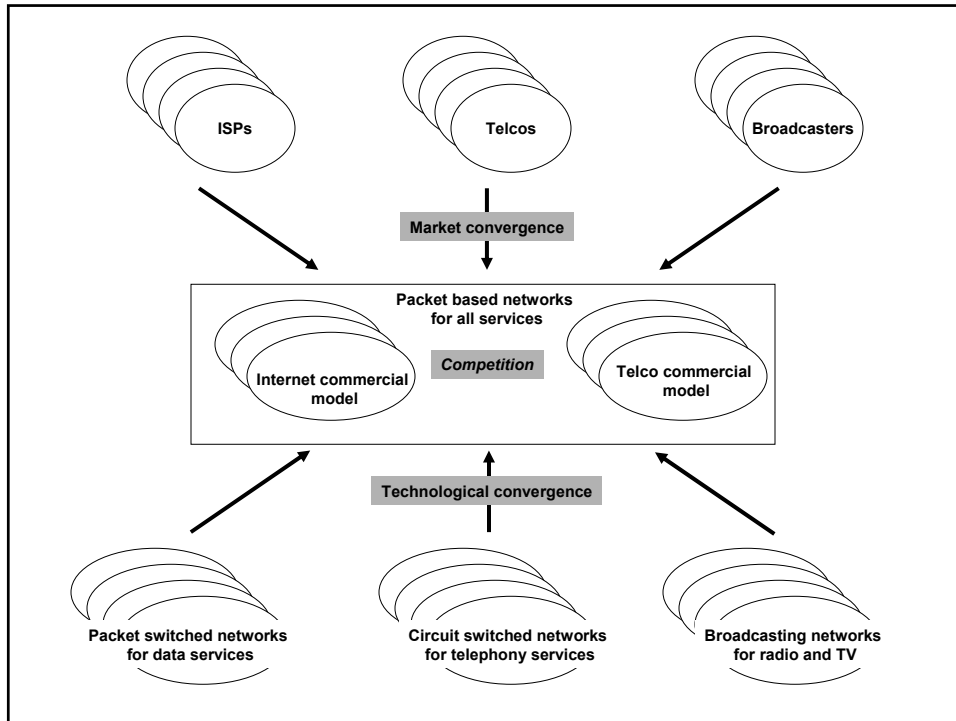 ISPs
Telcos
Broadcasters
Market convergence
Packet based networks
for all services
Competition
Internet commercial
model
Telco commercial
model
Technological convergence
Packet switched networks
for data services
Circuit switched networks
for telephony services
Broadcasting networks
for radio and TV